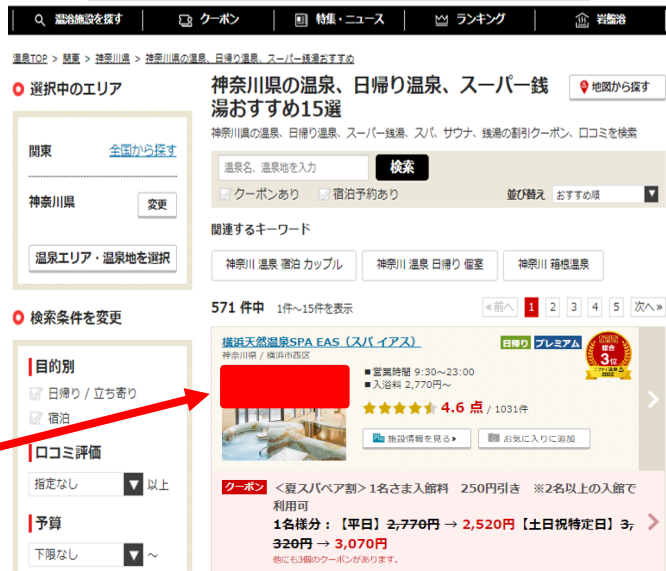 温浴施設を探す クーポン 特集・ニュース ランキング 岩盤浴
温泉TOP > 関東 > 神奈川県 > 神奈川県の温泉、日帰り温泉、スーパー銭湯おすすめ
選択中のエリア
関東 全国から探す
神奈川県 変更
温泉エリア・温泉地を選択
検索条件を変更
目的別
日帰り / 立ち寄り
宿泊
口コミ評価
指定なし ▼ 以上
予算
下限なし ▼ ～
神奈川県の温泉、日帰り温泉、スーパー銭
湯おすすめ15選
地図から探す
神奈川県の温泉、日帰り温泉、スーパー銭湯、スパ、サウナ、銭湯の割引クーポン、口コミを検索
温泉名、温泉地を入力 検索
クーポンあり 宿泊予約あり 並び替え おすすめ順 ▼
関連するキーワード
神奈川 温泉 宿泊 カップル 神奈川 温泉 日帰り 個室 神奈川 箱根温泉
571 件中 1件～15件を表示 «前へ 1 2 3 4 5 次へ»
横浜天然温泉SPA EAS（スパ イアス） 日帰り プレミアム
神奈川県 / 横浜市西区
総合
3位
2022
■営業時間 9:30～23:00
■入浴料 2,770円～
★★★★★ 4.6 点 / 1031件
施設情報を見る▶ お気に入りに追加
クーポン ＜夏スパペア割＞1名さま入館料 250円引き ※2名以上の入館で
利用可
1名様分：【平日】2,770円 → 2,520円【土日祝特定日】3,
320円 → 3,070円
他にも3個のクーポンがあります。